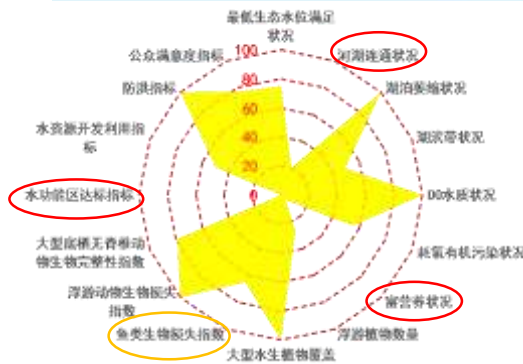 最低生态水位满足
状况
公众满意度指标
100
河湖连通状况
防洪指标
80
湖泊萎缩状况
60
水资源开发利用指
标
40
湖滨带状况
20
水功能区达标指标
0
DO水质状况
大型底栖无脊椎动
物生物完整性指数
耗氧有机污染状况
浮游动物生物损失
指数
富营养状况
鱼类生物损失指数
浮游植物数量
大型水生植物覆盖